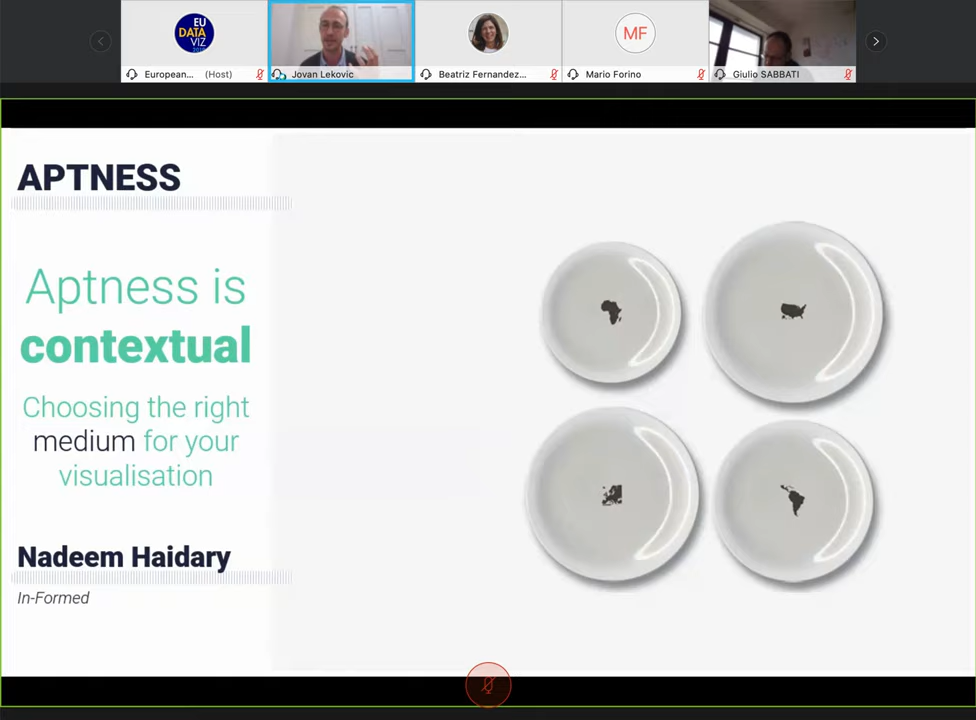 EU
DATA
VIZ
European... (Host)
Jovan Lekovic
Beatriz Fernandez...
MF
Mario Forino
Giulio SABBATI
APTNESS
Aptness is
contextual
Choosing the right
medium for your
visualisation
Nadeem Haidary
In-Formed